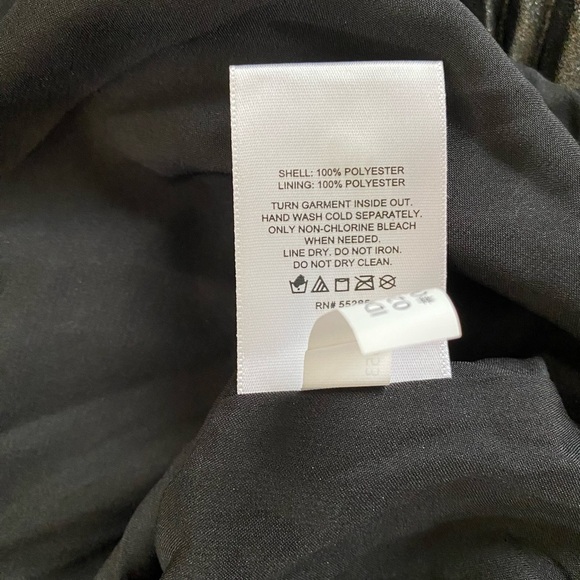 SHELL: 100% POLYESTER
LINING: 100% POLYESTER
TURN GARMENT INSIDE OUT.
HAND WASH COLD SEPARATELY.
ONLY NON-CHLORINE BLEACH
WHEN NEEDED.
LINE DRY. DO NOT IRON.
DO NOT DRY CLEAN.
RN#